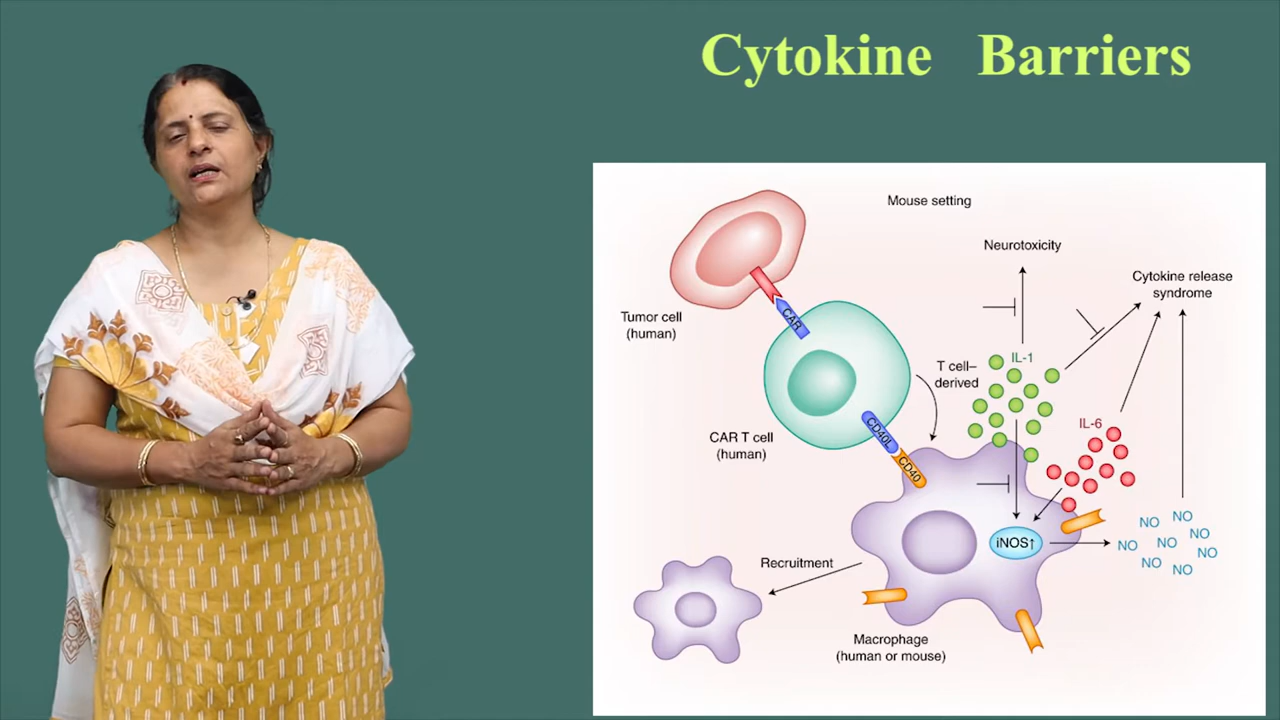 Cytokine Barriers
Mouse setting
Neurotoxicity
Cytokine release
syndrome
Tumor cell
(human)
CAR
IL-1
T cell–
derived
IL-6
CD40L
CAR T cell
(human)
CD40
NO
NO
NO
iNOS↑
NO
NO
NO
NO
NO
Recruitment
Macrophage
(human or mouse)